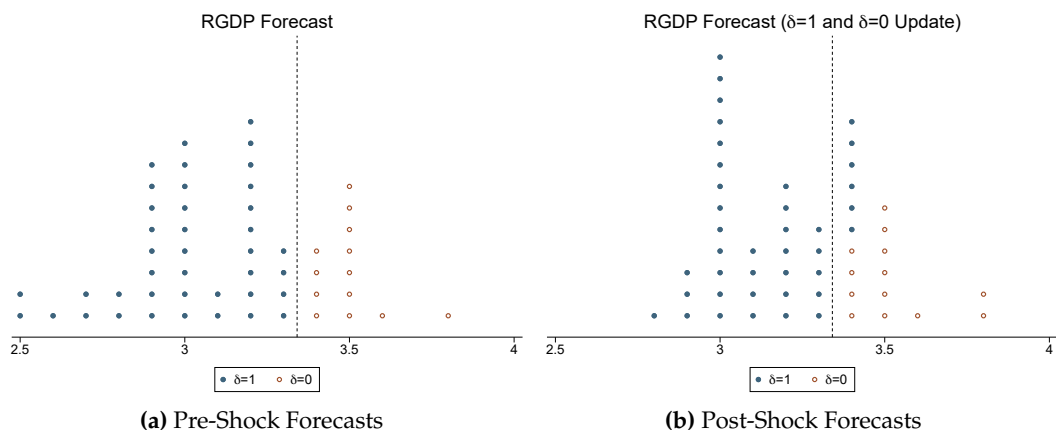 RGDP Forecast
2.5 3 3.5 4
δ=1 δ=0
(a) Pre-Shock Forecasts
RGDP Forecast (δ=1 and δ=0 Update)
2.5 3 3.5 4
δ=1 δ=0
(b) Post-Shock Forecasts